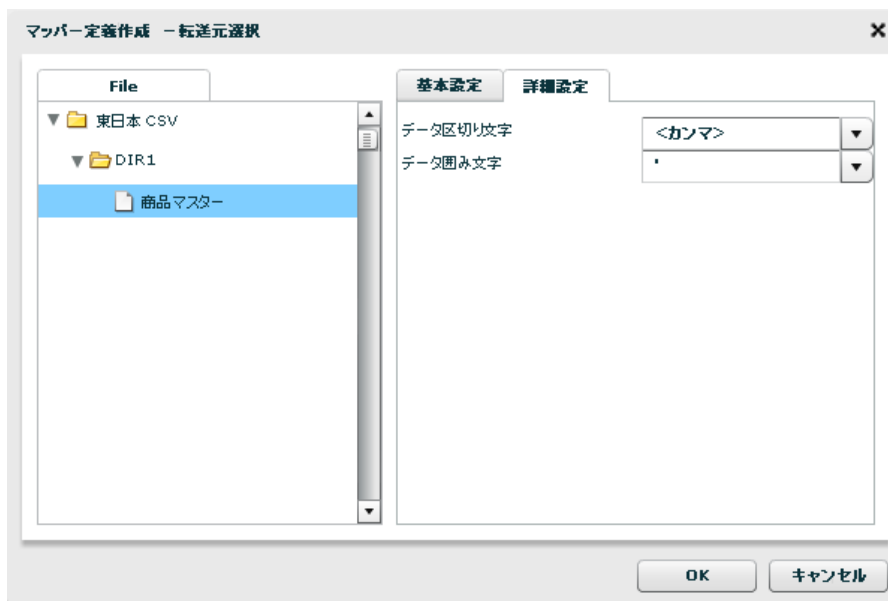 マッパー定義作成 －転送元選択
File
東日本 CSV
DIR1
商品マスター
基本設定 詳細設定
データ区切り文字 <カンマ>
データ囲み文字 "
OK キャンセル